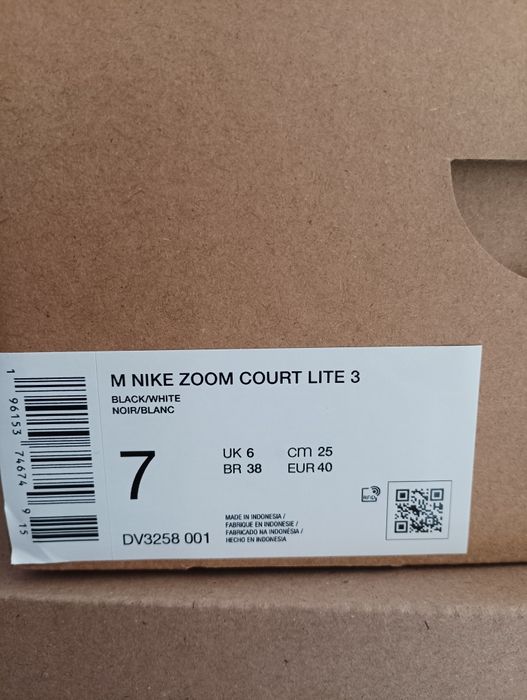 M NIKE ZOOM COURT LITE 3
BLACK/WHITE
NOIR/BLANC
7
UK 6 cm 25
BR 38 EUR 40
DV3258 001
MADE IN INDONESIA /
FABRIQUE EN INDONESIE /
FABRICADO NA INDONÉSIA /
HECHO EN INDONESIA
RFID
1 96153 74674 9 15